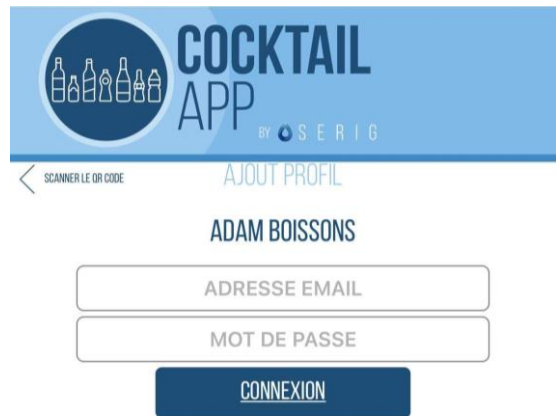 COCKTAIL
APP
BY SERIG
SCANNER LE QR CODE
AJOUT PROFIL
ADAM BOISSONS
ADRESSE EMAIL
MOT DE PASSE
CONNEXION